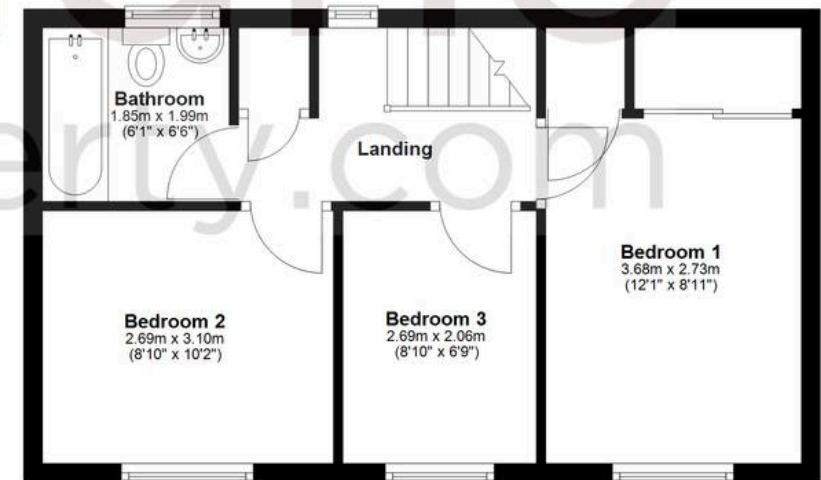 Bathroom
1.85m x 1.99m
(6'1" x 6'6")
Landing
erty.com
Bedroom 1
3.68m x 2.73m
(12'1" x 8'11")
Bedroom 2
2.69m x 3.10m
(8'10" x 10'2")
Bedroom 3
2.69m x 2.06m
(8'10" x 6'9")